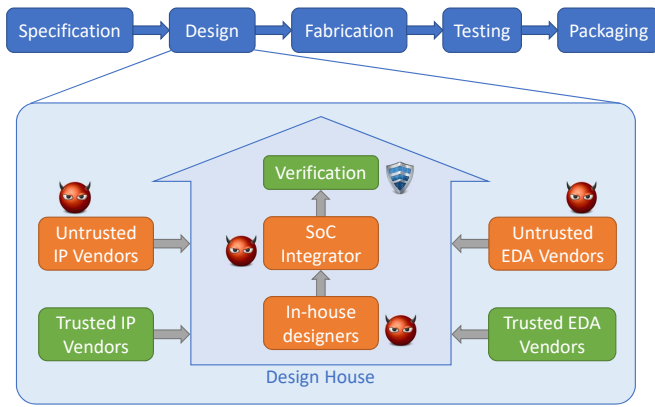 Specification
Design
Fabrication
Testing
Packaging
Verification
Untrusted
IP Vendors
SoC
Integrator
Untrusted
EDA Vendors
Trusted IP
Vendors
In-house
designers
Trusted EDA
Vendors
Design House